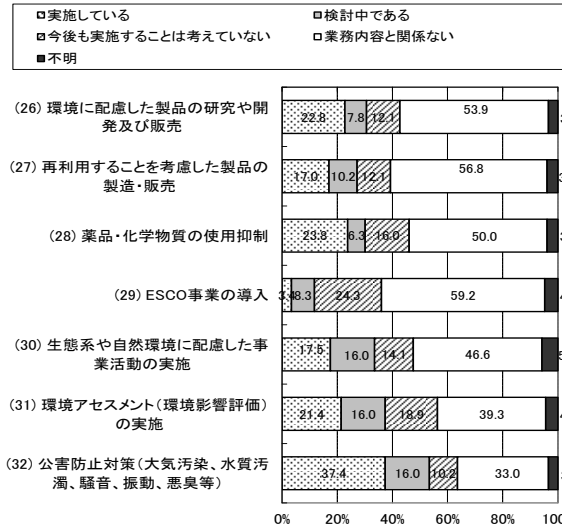 実施している 検討中である
今後も実施することは考えていない 業務内容と関係ない
不明
(26) 環境に配慮した製品の研究や開
発及び販売
22.8 7.8 12.1 53.9
(27) 再利用することを考慮した製品の
製造・販売
17.0 10.2 12.1 56.8
(28) 薬品・化学物質の使用抑制
23.8 6.3 16.0 50.0
(29) ESCO事業の導入
3.4 8.3 24.3 59.2
(30) 生態系や自然環境に配慮した事
業活動の実施
17.5 16.0 14.1 46.6
(31) 環境アセスメント(環境影響評価)
の実施
21.4 16.0 18.9 39.3
(32) 公害防止対策(大気汚染、水質汚
濁、騒音、振動、悪臭等)
37.4 16.0 10.2 33.0
0% 20% 40% 60% 80% 100